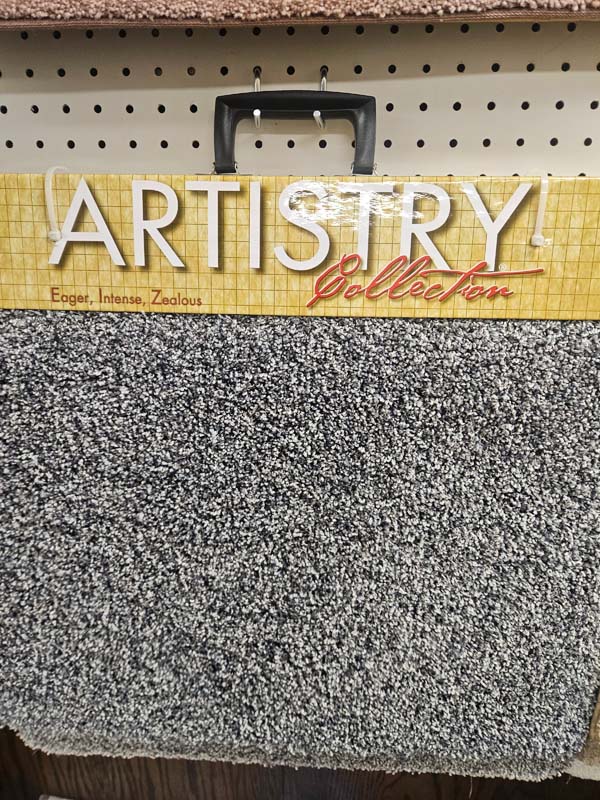 ARTISTRY
Collection
Eager, Intense, Zealous